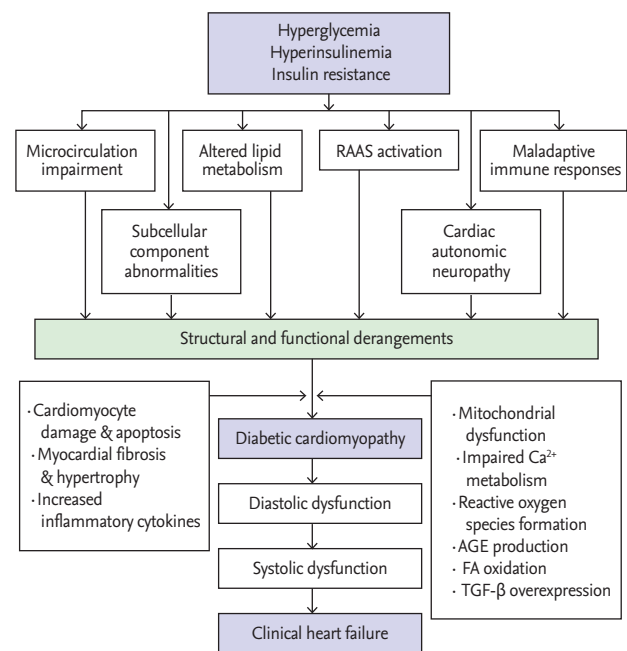 Hyperglycemia
Hyperinsulinemia
Insulin resistance
Microcirculation
impairment
Altered lipid
metabolism
RAAS activation
Maladaptive
immune responses
Subcellular
component
abnormalities
Cardiac
autonomic
neuropathy
Structural and functional derangements
· Cardiomyocyte
damage & apoptosis
· Myocardial fibrosis
& hypertrophy
· Increased
inflammatory cytokines
Diabetic cardiomyopathy
Diastolic dysfunction
Systolic dysfunction
Clinical heart failure
· Mitochondrial
dysfunction
· Impaired Ca²⁺
metabolism
· Reactive oxygen
species formation
· AGE production
· FA oxidation
· TGF-β overexpression